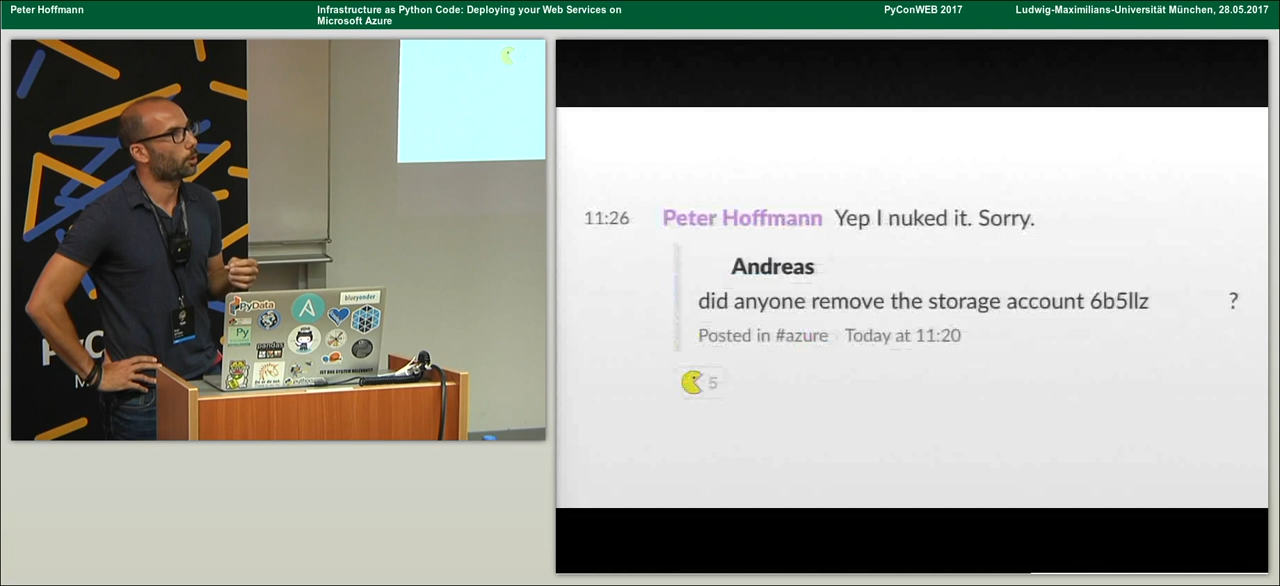 Peter Hoffmann
Infrastructure as Python Code: Deploying your Web Services on
Microsoft Azure
PyConWEB 2017
Ludwig-Maximilians-Universität München, 28.05.2017
11:26 Peter Hoffmann Yep I nuked it. Sorry.
Andreas
did anyone remove the storage account 6b5llz ?
Posted in #azure Today at 11:20
5
PyData
blueyonder
Py
pandas
python